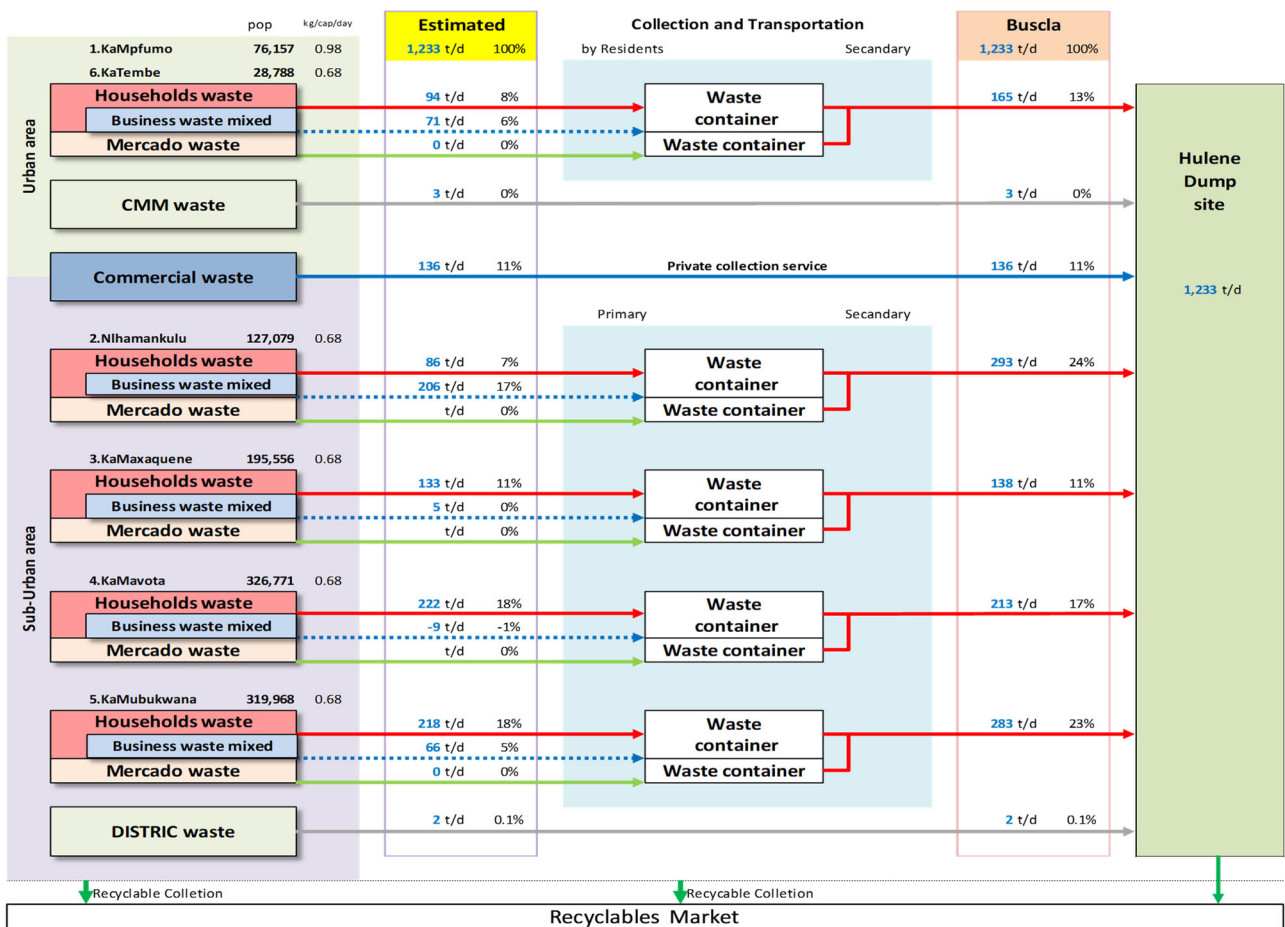 pop kg/cap/day Estimated Collection and Transportation Buscla
1.KaMpfumo 76,157 0.98 1,233 t/d 100% by Residents Secandary 1,233 t/d 100%
6.KaTembe 28,788 0.68
Households waste 94 t/d 8% Waste container 165 t/d 13%
Business waste mixed 71 t/d 6%
Mercado waste 0 t/d 0% Waste container
Urban area
Hulene
Dump
site
CMM waste 3 t/d 0% 3 t/d 0%
Commercial waste 136 t/d 11% Private collection service 136 t/d 11%
1,233 t/d
Primary Secandary
2.Nlhamankulu 127,079 0.68
Households waste 86 t/d 7% Waste container 293 t/d 24%
Business waste mixed 206 t/d 17%
Mercado waste t/d 0% Waste container
3.KaMaxaquene 195,556 0.68
Households waste 133 t/d 11% Waste container 138 t/d 11%
Business waste mixed 5 t/d 0%
Mercado waste t/d 0% Waste container
Sub-Urban area
4.KaMavota 326,771 0.68
Households waste 222 t/d 18% Waste container 213 t/d 17%
Business waste mixed -9 t/d -1%
Mercado waste t/d 0% Waste container
5.KaMubukwana 319,968 0.68
Households waste 218 t/d 18% Waste container 283 t/d 23%
Business waste mixed 66 t/d 5%
Mercado waste 0 t/d 0% Waste container
DISTRIC waste 2 t/d 0.1% 2 t/d 0.1%
Recyclable Colletion Recycable Colletion
Recyclables Market